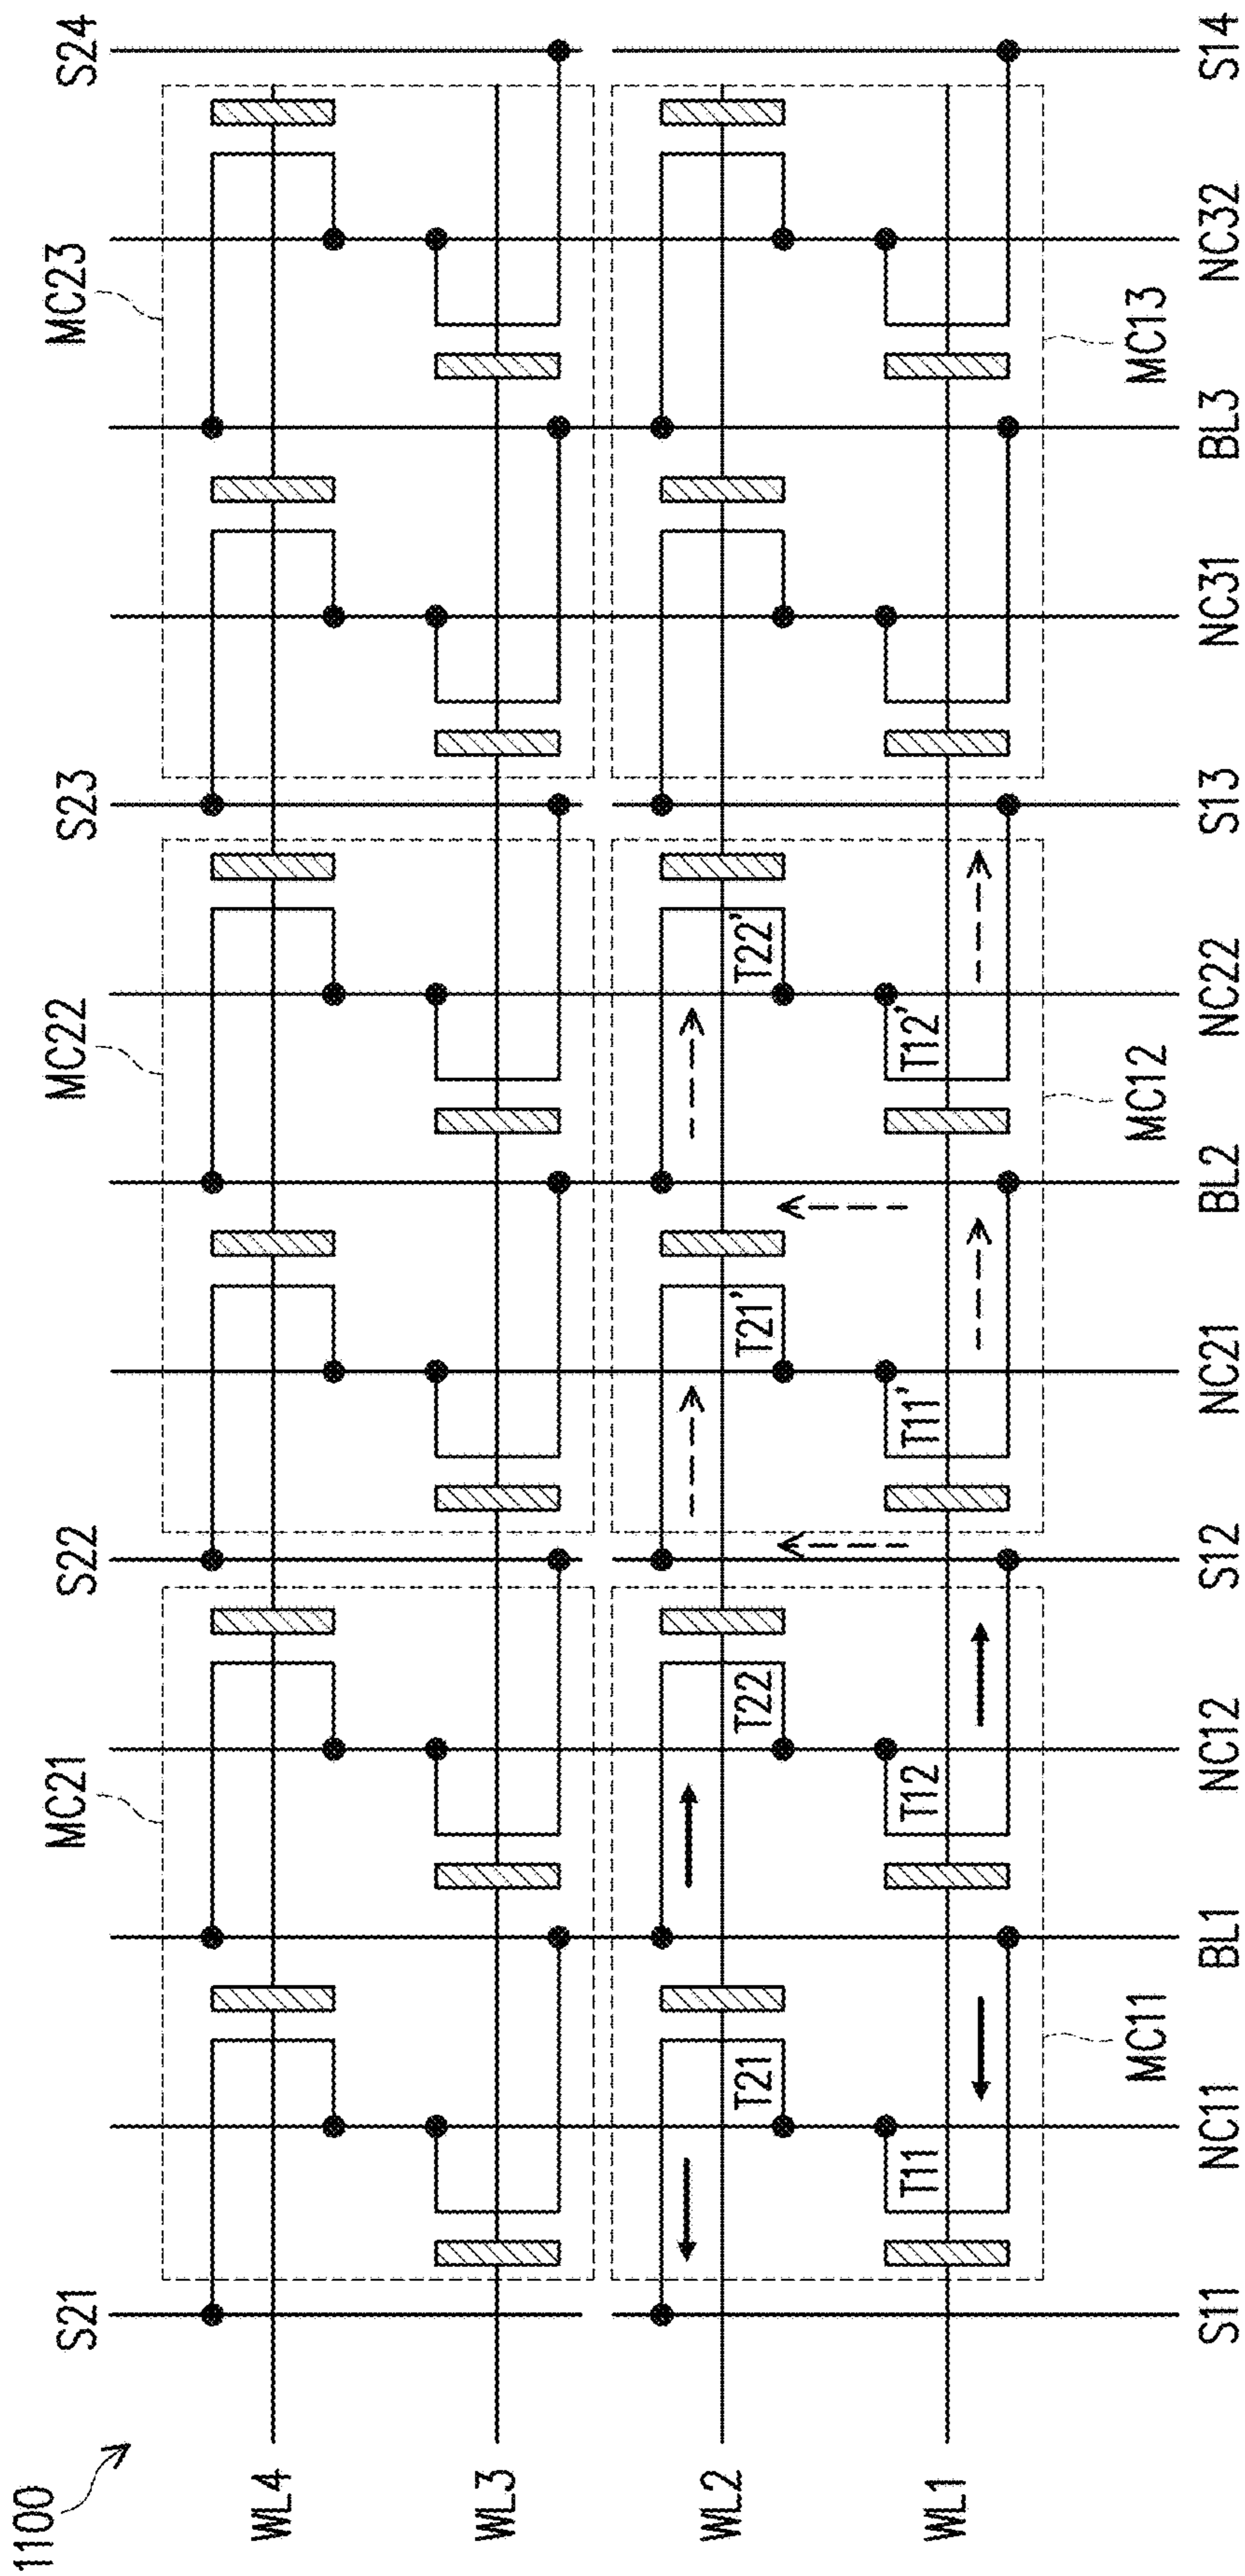 1100
S21
MC21
S22
MC22
S23
MC23
S24
WL4
WL3
WL2
WL1
T21
T22
T21'
T22'
T11
T12
T11'
T12'
MC11
MC12
MC13
S11
NC11
BL1
NC12
S12
NC21
BL2
NC22
S13
NC31
BL3
NC32
S14